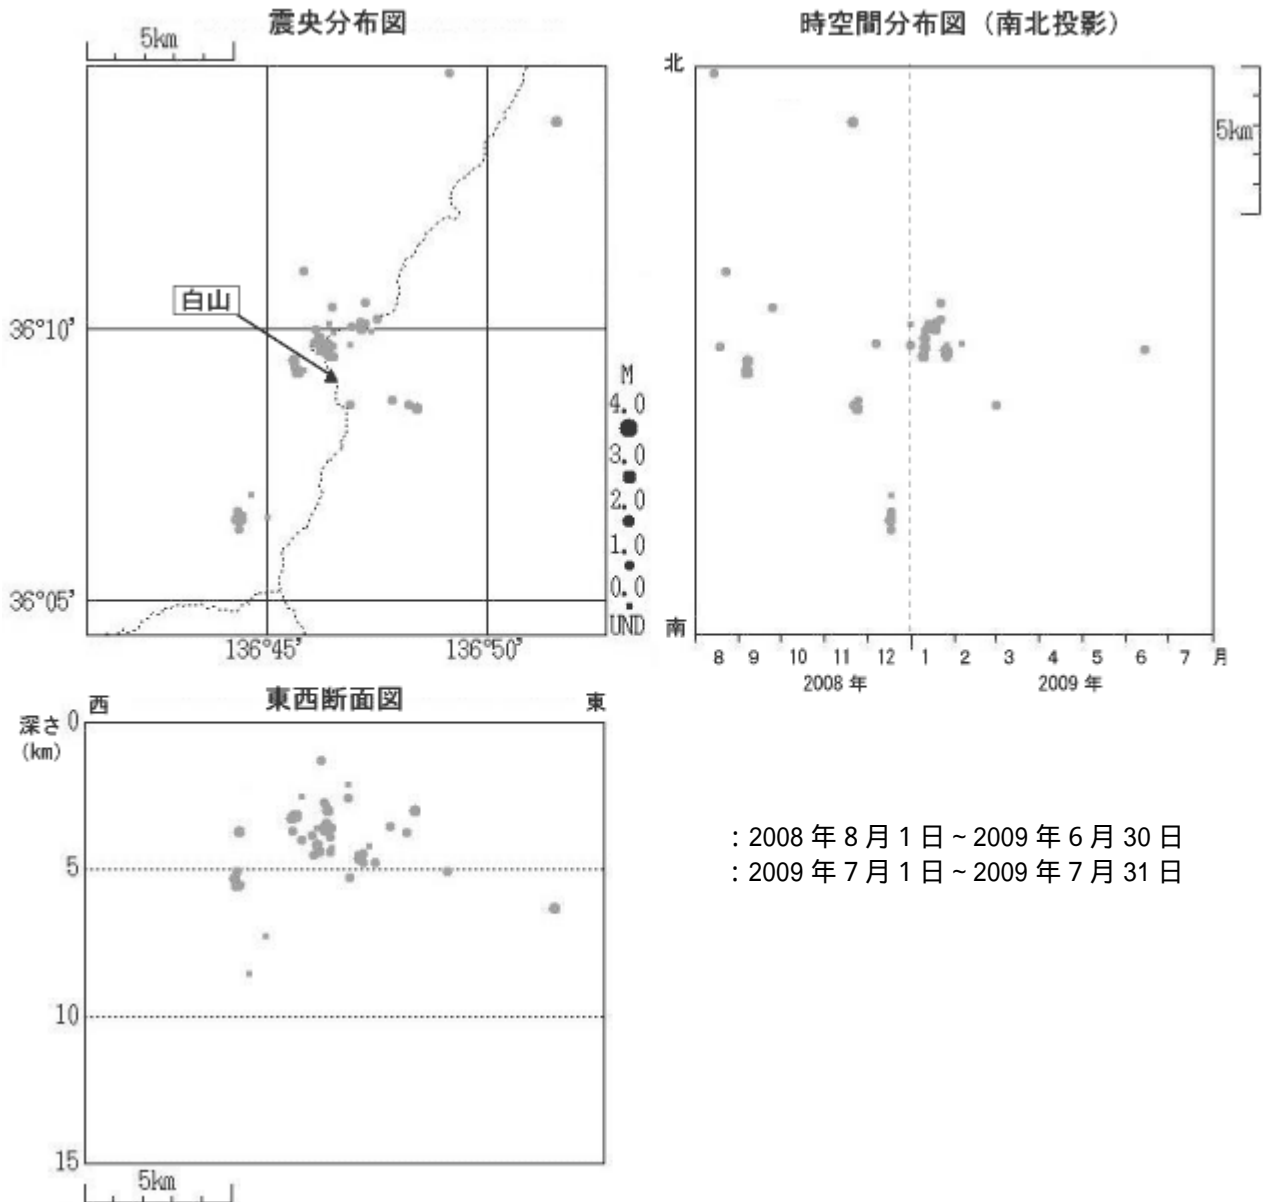 震央分布図
5km
白山
36°10'
36°05'
136°45'
136°50'
M
4.0
3.0
2.0
1.0
0.0
UND
時空間分布図（南北投影）
北
5km
南
8 9 10 11 12 1 2 3 4 5 6 7 月
2008 年 2009 年
東西断面図
西 東
深さ
(km)
0
5
10
15
5km
：2008 年 8 月 1 日 ~ 2009 年 6 月 30 日
：2009 年 7 月 1 日 ~ 2009 年 7 月 31 日